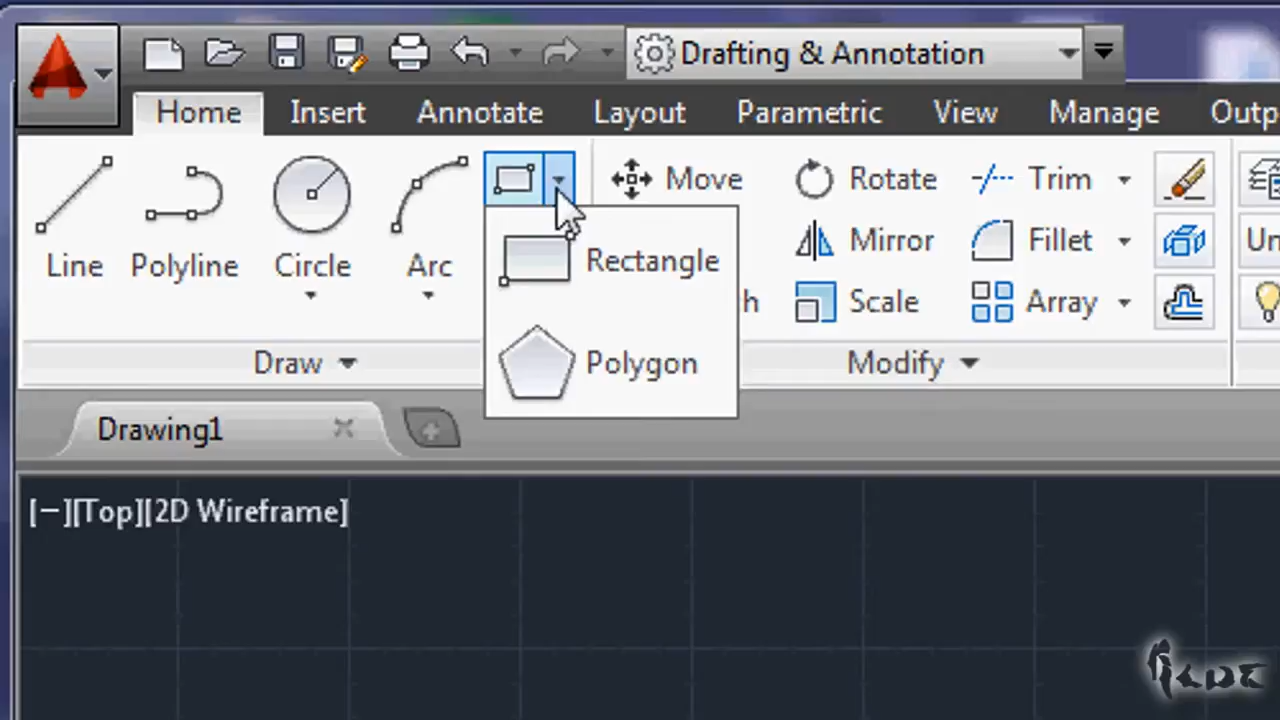 Drafting & Annotation
Home Insert Annotate Layout Parametric View Manage
Line Polyline Circle Arc
Move Rotate Trim
Rectangle Mirror Fillet
Scale Array
Polygon
Draw Modify
Drawing1
[−][Top][2D Wireframe]